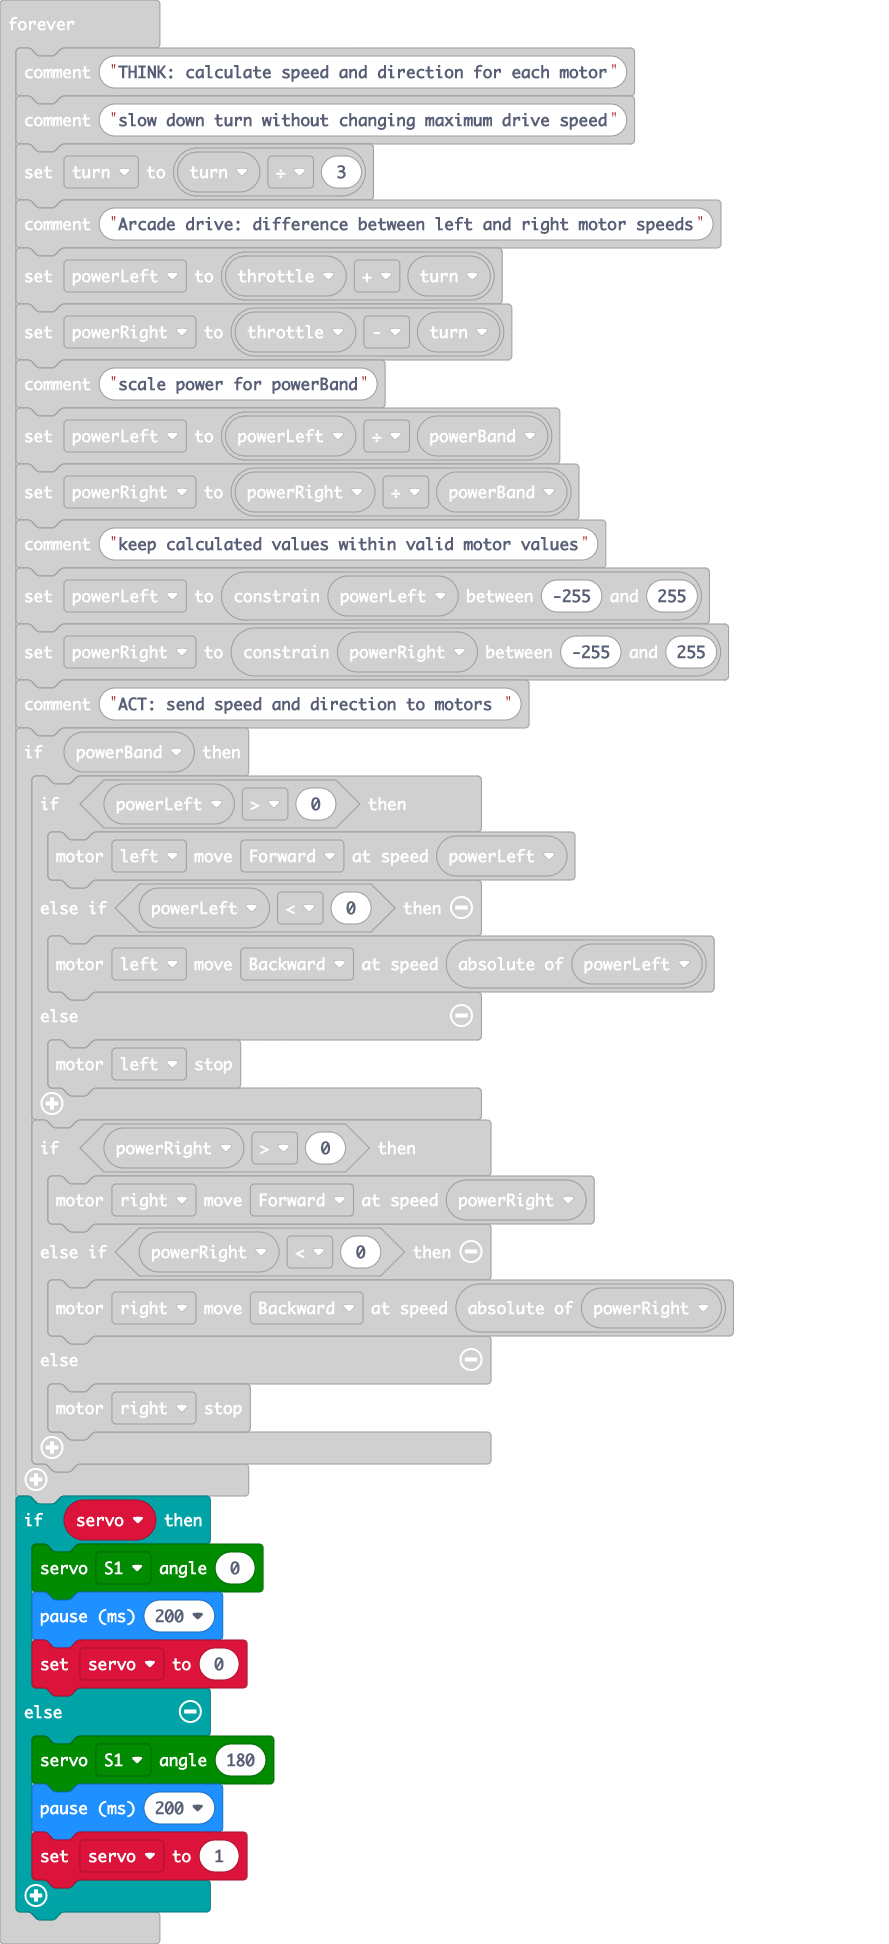 forever
comment "THINK: calculate speed and direction for each motor"
comment "slow down turn without changing maximum drive speed"
set turn to turn ÷ 3
comment "Arcade drive: difference between left and right motor speeds"
set powerLeft to throttle + turn
set powerRight to throttle - turn
comment "scale power for powerBand"
set powerLeft to powerLeft ÷ powerBand
set powerRight to powerRight ÷ powerBand
comment "keep calculated values within valid motor values"
set powerLeft to constrain powerLeft between -255 and 255
set powerRight to constrain powerRight between -255 and 255
comment "ACT: send speed and direction to motors "
if powerBand then
if powerLeft > 0 then
motor left move Forward at speed powerLeft
else if powerLeft < 0 then
motor left move Backward at speed absolute of powerLeft
else
motor left stop
if powerRight > 0 then
motor right move Forward at speed powerRight
else if powerRight < 0 then
motor right move Backward at speed absolute of powerRight
else
motor right stop
if servo then
servo S1 angle 0
pause (ms) 200
set servo to 0
else
servo S1 angle 180
pause (ms) 200
set servo to 1